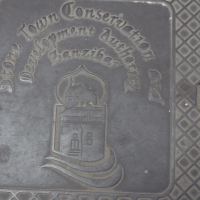 Stone Town Conservation and
Development Authority
Zanzibar